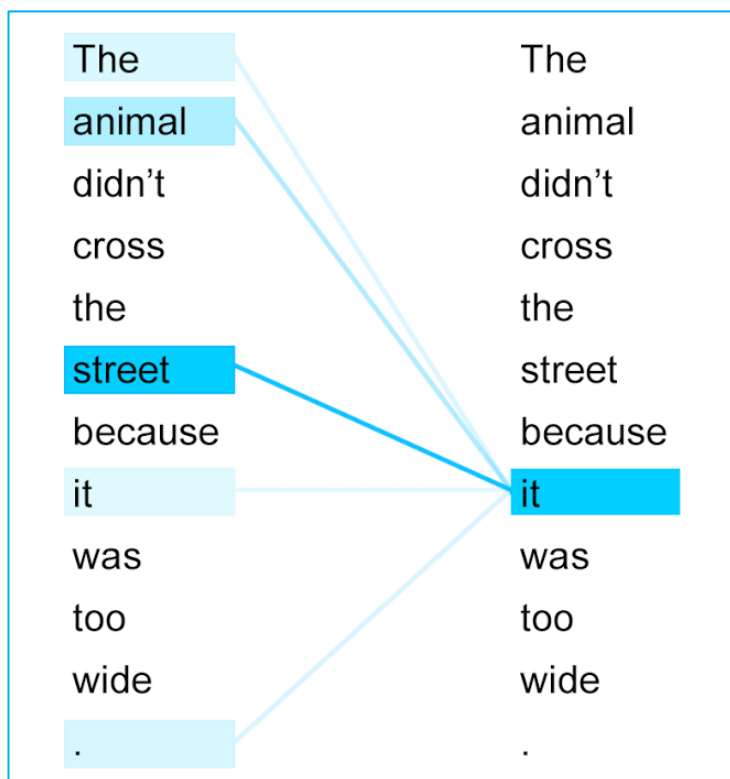 The
animal
didn’t
cross
the
street
because
it
was
too
wide
.
The
animal
didn’t
cross
the
street
because
it
was
too
wide
.